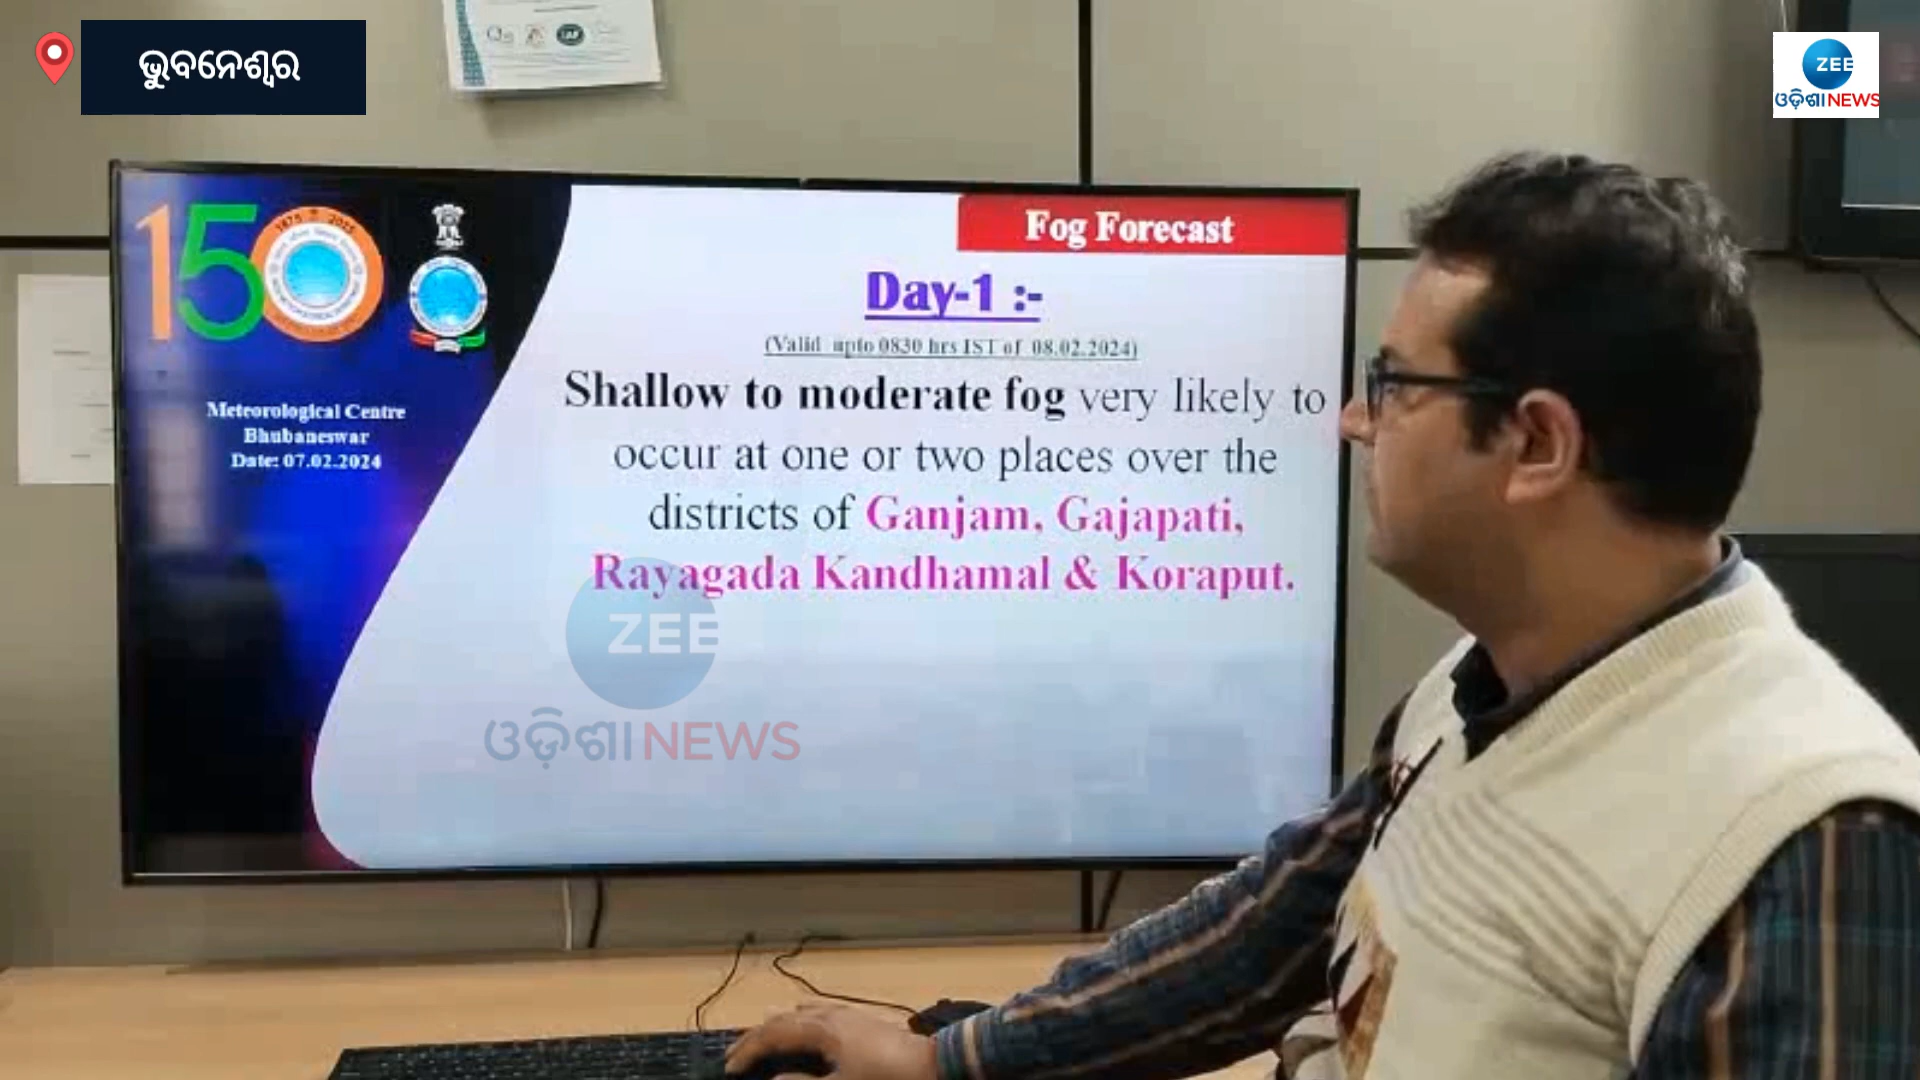 ଭୁବନେଶ୍ୱର
ZEE
ଓଡ଼ିଶା NEWS
150
1875 - 2025
Fog Forecast
Day-1 :-
(Valid upto 0830 hrs IST of 08.02.2024)
Shallow to moderate fog very likely to
occur at one or two places over the
districts of Ganjam, Gajapati,
Rayagada Kandhamal & Koraput.
Meteorological Centre
Bhubaneswar
Date: 07.02.2024
ZEE
ଓଡ଼ିଶା NEWS